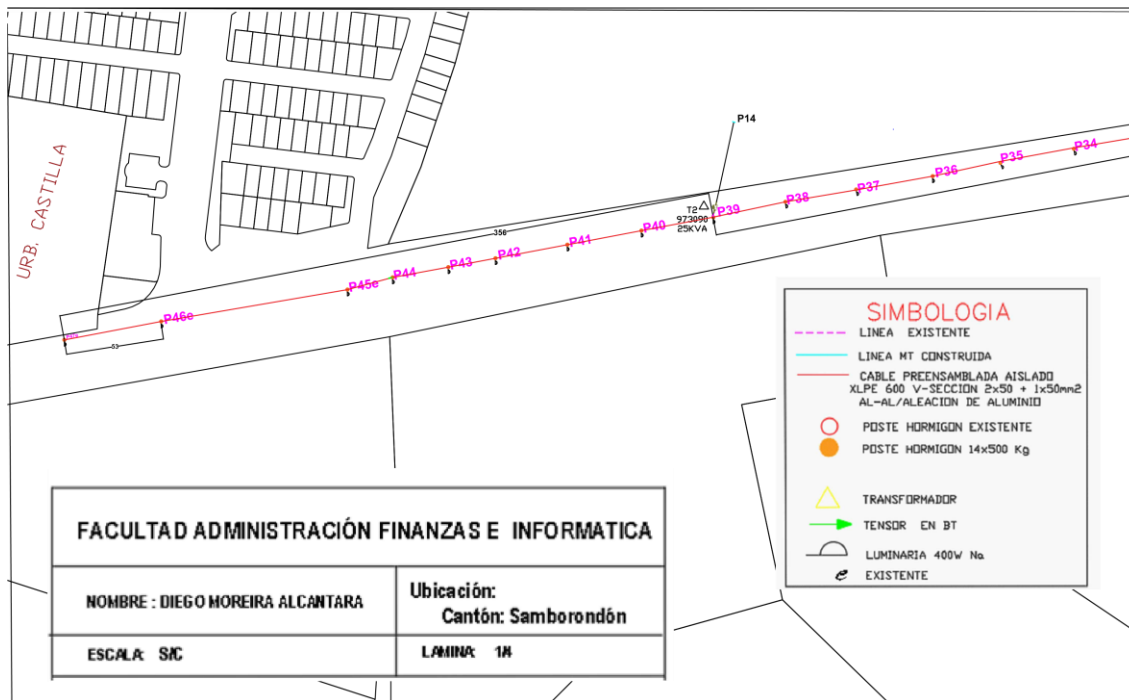 URB. CASTILLA
P14
P34
P35
P36
P37
P38
P39
T2
973090
25KVA
P40
356
P41
P42
P43
P44
P45e
P46e
53
SIMBOLOGIA
LINEA EXISTENTE
LINEA MT CONSTRUIDA
CABLE PREENSAMBLADA AISLADO
XLPE 600 V-SECCION 2x50 + 1x50mm2
AL-AL/ALEACION DE ALUMINIO
POSTE HORMIGON EXISTENTE
POSTE HORMIGON 14x500 Kg
TRANSFORMADOR
TENSOR EN BT
LUMINARIA 400W Na
e EXISTENTE
FACULTAD ADMINISTRACIÓN FINANZAS E INFORMATICA
NOMBRE : DIEGO MOREIRA ALCANTARA
Ubicación:
Cantón: Samborondón
ESCALA: S/C
LAMINA: 1/4